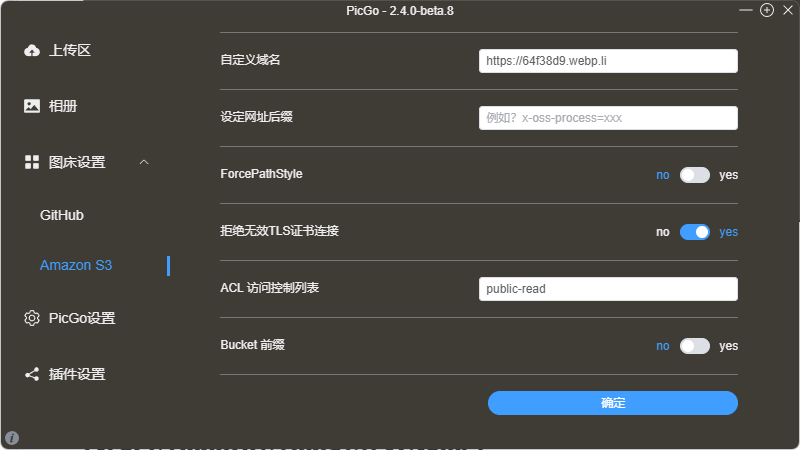 PicGo - 2.4.0-beta.8
上传区
相册
图床设置
GitHub
Amazon S3
PicGo设置
插件设置
自定义域名 https://64f38d9.webp.li
设定网址后缀 例如？x-oss-process=xxx
ForcePathStyle no yes
拒绝无效TLS证书连接 no yes
ACL 访问控制列表 public-read
Bucket 前缀 no yes
确定